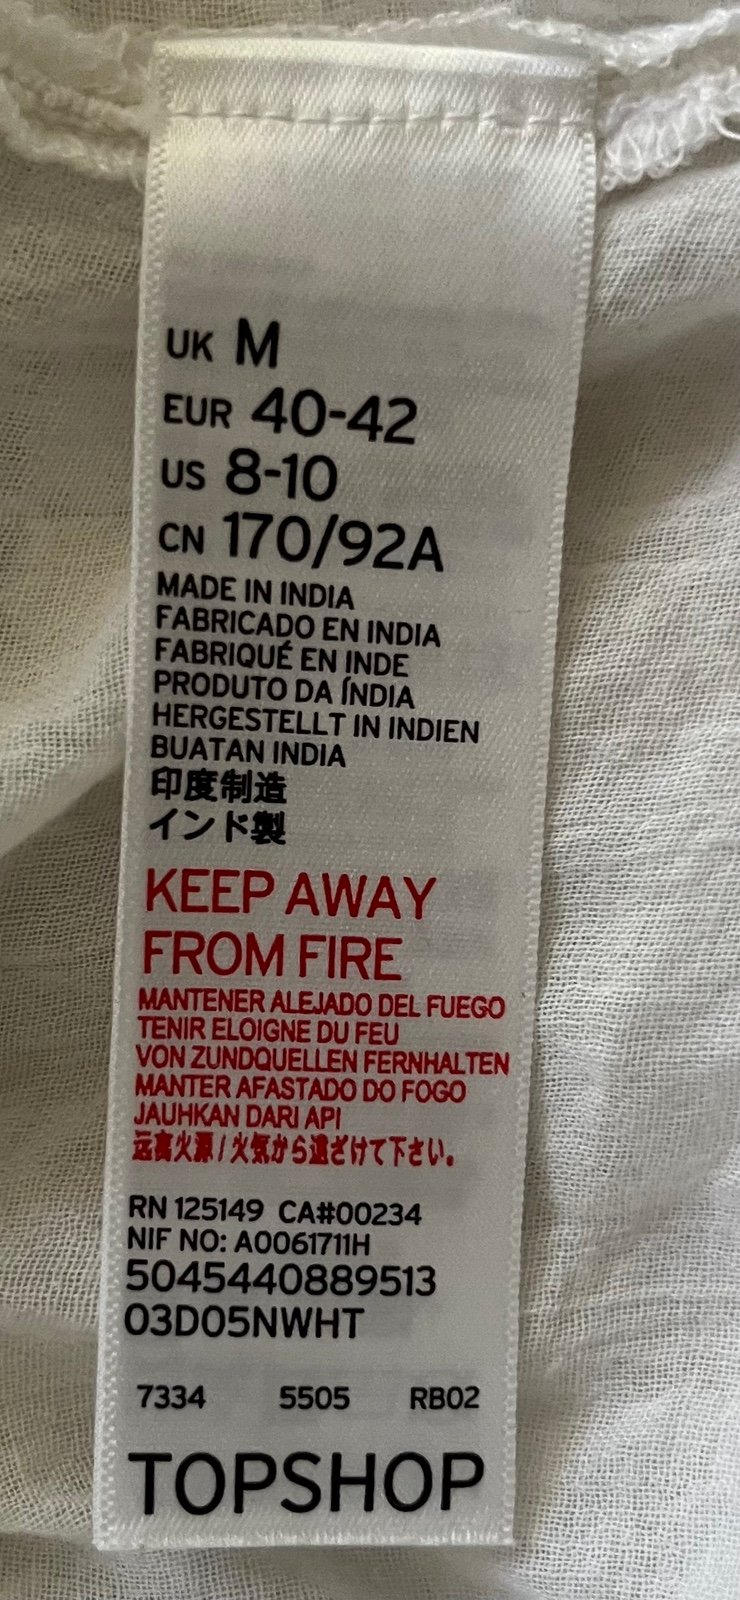 UK M
EUR 40-42
US 8-10
CN 170/92A
MADE IN INDIA
FABRICADO EN INDIA
FABRIQUÉ EN INDE
PRODUTO DA ÍNDIA
HERGESTELLT IN INDIEN
BUATAN INDIA
印度制造
インド製
KEEP AWAY
FROM FIRE
MANTENER ALEJADO DEL FUEGO
TENIR ELOIGNE DU FEU
VON ZUNDQUELLEN FERNHALTEN
MANTER AFASTADO DO FOGO
JAUHKAN DARI API
远离火源/火気から遠ざけて下さい。
RN 125149 CA#00234
NIF NO: A0061711H
5045440889513
03D05NWHT
7334 5505 RB02
TOPSHOP